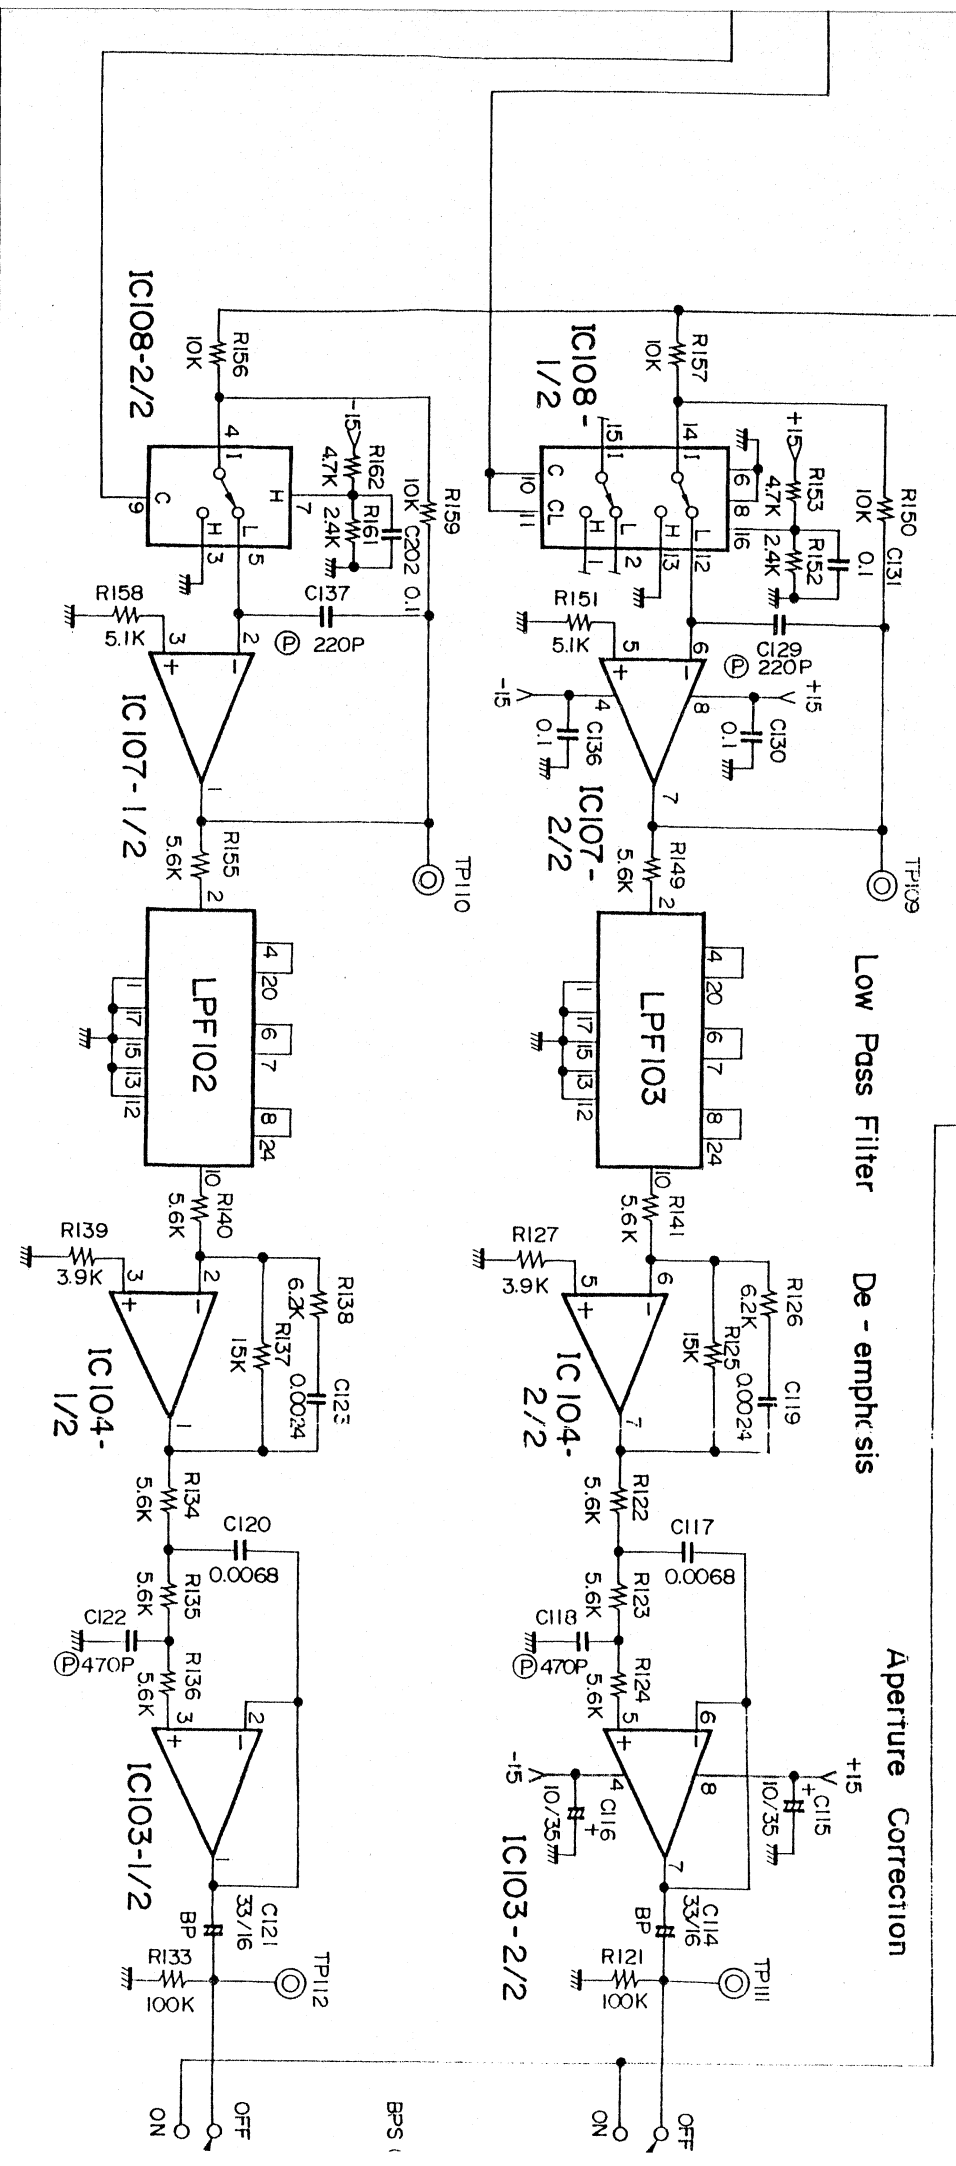 Low Pass Filter
De - emphasis
Aperture Correction
R150
10K
C131
0.1
+15
R153
4.7K
R152
2.4K
R157
10K
IC108-
1/2
14
I
15
I
6
8
16
L
12
H
13
L
2
H
1
C
10
CL
11
C129
P
220P
R151
5.1K
5
+
6
-
+15
8
C130
0.1
-15
4
C136
0.1
7
IC107-
2/2
TP109
R149
5.6K
2
LPF103
4
20
6
7
8
24
1
17
15
13
12
10
R141
5.6K
R127
3.9K
5
+
6
-
R126
6.2K
C119
0.0024
R125
15K
7
IC104-
2/2
R122
5.6K
C117
0.0068
R123
5.6K
C118
P
470P
R124
5.6K
5
+
6
-
+15
8
C115
+
10/35
-15
4
C116
+
10/35
7
IC103-2/2
C114
33/16
BP
R121
100K
TP111
OFF
ON
BPS (
R159
10K
-15
R162
4.7K
R161
24K
C202
0.1
R156
10K
IC108-2/2
4
I
H
7
L
5
H
3
C
9
C137
P
220P
R158
5.1K
3
+
2
-
1
IC107-1/2
TP110
R155
5.6K
2
LPF102
4
20
6
7
8
24
1
17
15
13
12
10
R140
5.6K
R139
3.9K
3
+
2
-
R138
6.2K
C123
0.0024
R137
15K
1
IC104-
1/2
R134
5.6K
C120
0.0068
R135
5.6K
C122
P
470P
R136
5.6K
3
+
2
-
1
IC103-1/2
C121
33/16
BP
R133
100K
TP112
OFF
ON